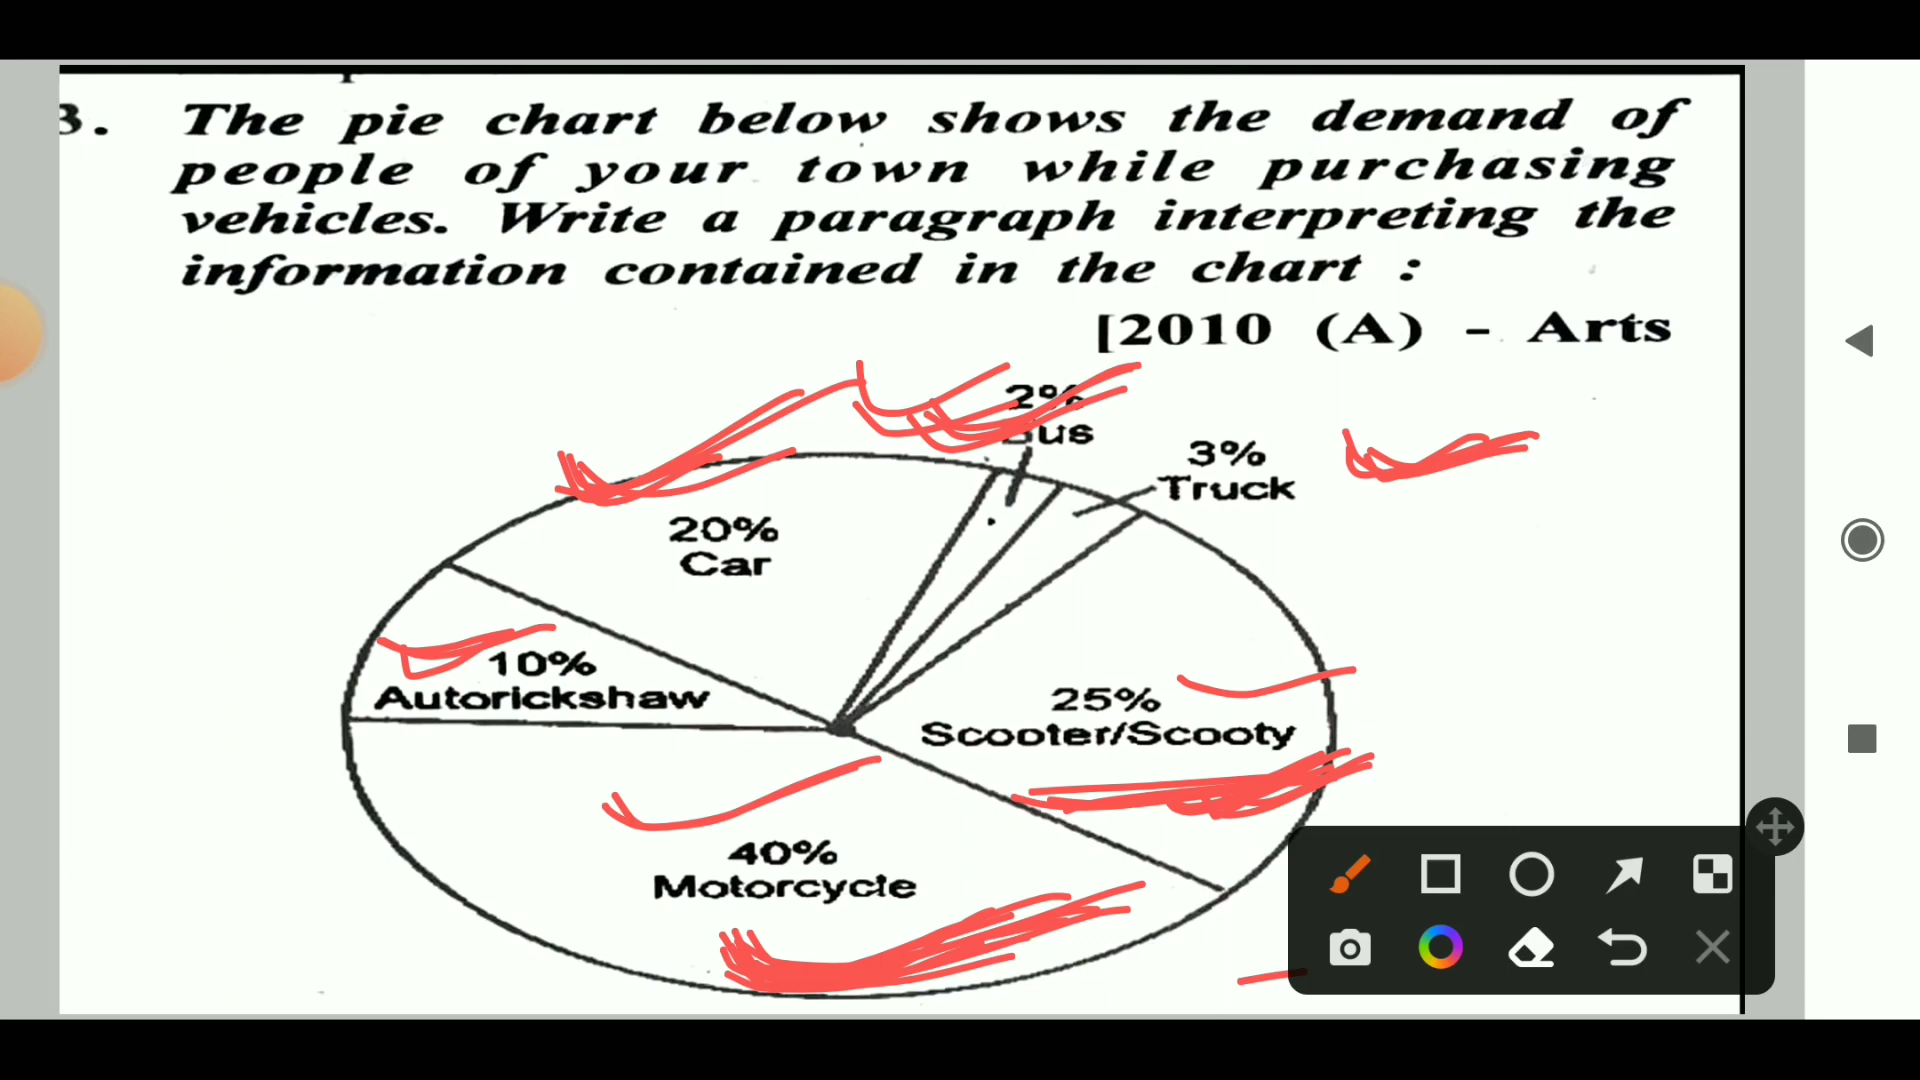 3. The pie chart below shows the demand of
people of your town while purchasing
vehicles. Write a paragraph interpreting the
information contained in the chart :
[2010 (A) - Arts
2%
Bus
3%
Truck
20%
Car
10%
Autorickshaw
25%
Scooter/Scooty
40%
Motorcycle